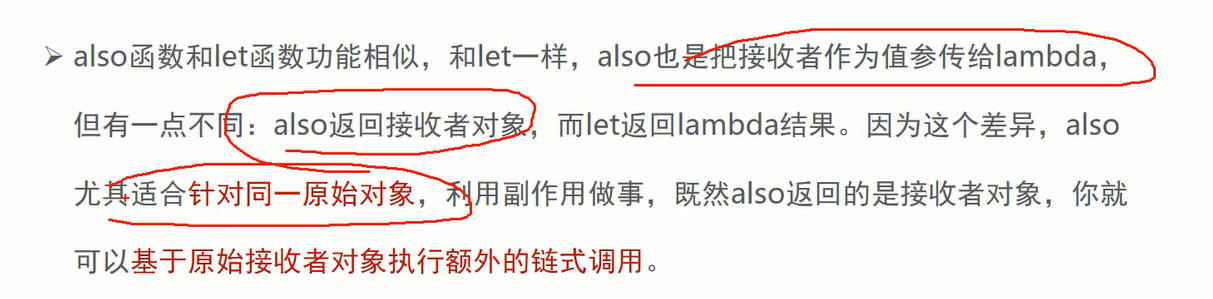 ➢ also函数和let函数功能相似，和let一样，also也是把接收者作为值参传给lambda，
但有一点不同：also返回接收者对象，而let返回lambda结果。因为这个差异，also
尤其适合针对同一原始对象，利用副作用做事，既然also返回的是接收者对象，你就
可以基于原始接收者对象执行额外的链式调用。